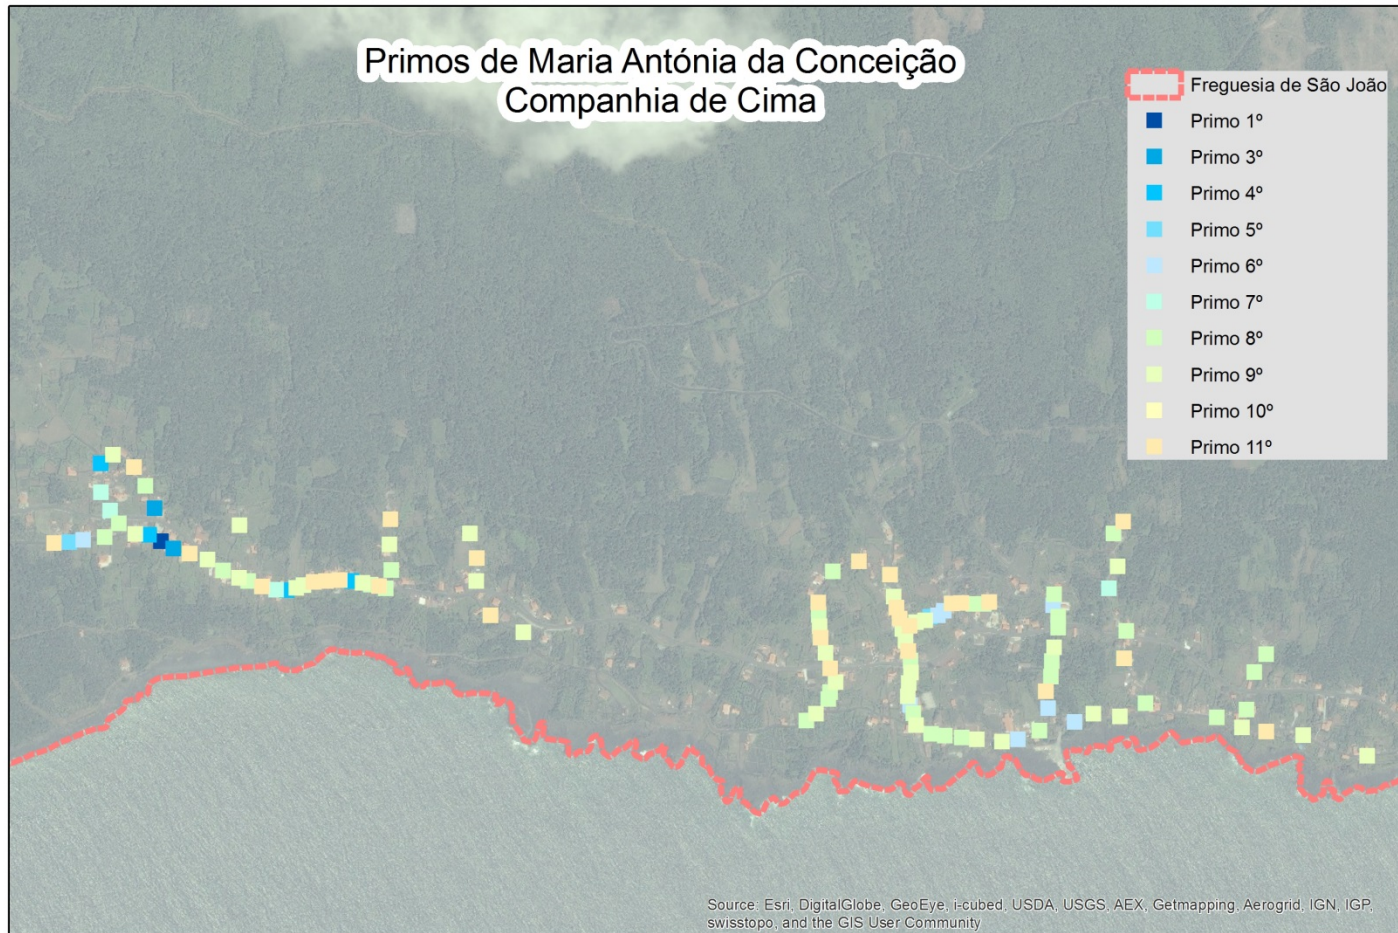 Primos de Maria Antónia da Conceição
Companhia de Cima
Freguesia de São João
Primo 1º
Primo 3º
Primo 4º
Primo 5º
Primo 6º
Primo 7º
Primo 8º
Primo 9º
Primo 10º
Primo 11º
Source: Esri, DigitalGlobe, GeoEye, i-cubed, USDA, USGS, AEX, Getmapping, Aerogrid, IGN, IGP,
swisstopo, and the GIS User Community